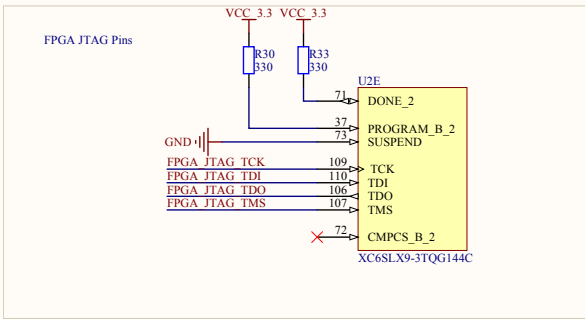 VCC_3.3 VCC_3.3
FPGA JTAG Pins
R30 R33
330 330
U2E
71 DONE_2
37 PROGRAM_B_2
GND 73 SUSPEND
FPGA_JTAG_TCK 109 TCK
FPGA_JTAG_TDI 110 TDI
FPGA_JTAG_TDO 106 TDO
FPGA_JTAG_TMS 107 TMS
72 CMPCS_B_2
XC6SLX9-3TQG144C